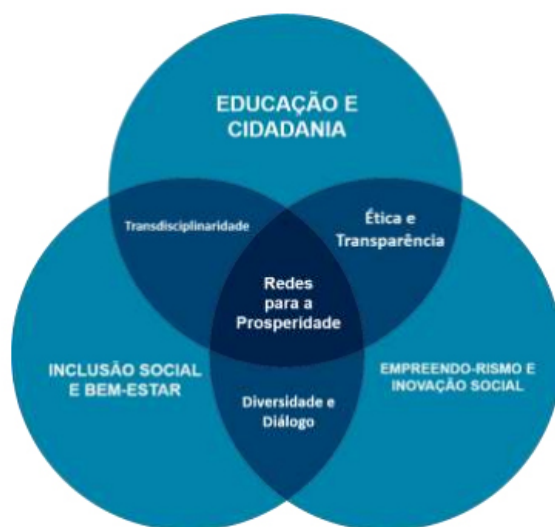 EDUCAÇÃO E
CIDADANIA
Transdisciplinaridade
Ética e
Transparência
Redes
para a
Prosperidade
INCLUSÃO SOCIAL
E BEM-ESTAR
EMPREENDO-RISMO E
INOVAÇÃO SOCIAL
Diversidade e
Diálogo